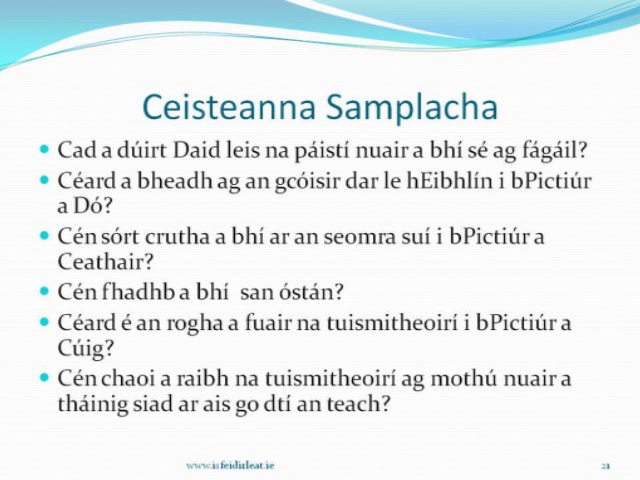 Ceisteanna Samplacha
• Cad a dúirt Daid leis na páistí nuair a bhí sé ag fágáil?
• Céard a bheadh ag an gcóisir dar le hEibhlín i bPictiúr
a Dó?
• Cén sórt crutha a bhí ar an seomra suí i bPictiúr a
Ceathair?
• Cén fhadhb a bhí san óstán?
• Céard é an rogha a fuair na tuismitheoirí i bPictiúr a
Cúig?
• Cén chaoi a raibh na tuismitheoirí ag mothú nuair a
tháinig siad ar ais go dtí an teach?
www.isfeidirleat.ie 21